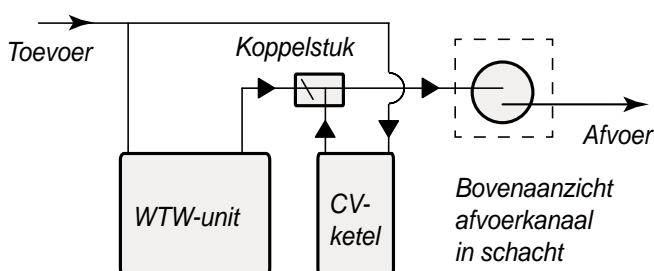 Toevoer
Koppelstuk
Afvoer
WTW-unit
CV-
ketel
Bovenaanzicht
afvoerkanaal
in schacht